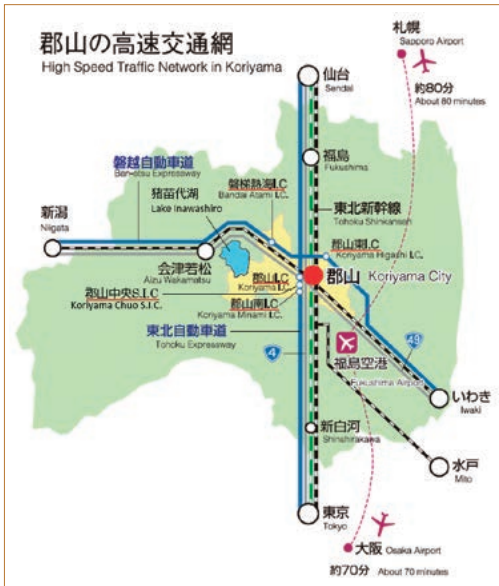 郡山の高速交通網
High Speed Traffic Network in Koriyama
札幌
Sapporo Airport
約80分
About 80 minutes
仙台
Sendai
福島
Fukushima
磐越自動車道
Ban-etsu Expressway
猪苗代湖
Lake Inawashiro
磐梯熱海I.C
Bandai Atami I.C.
東北新幹線
Tohoku Shinkansen
新潟
Niigata
会津若松
Aizu Wakamatsu
郡山東I.C
Koriyama Higashi I.C.
郡山
Koriyama City
郡山I.C
Koriyama I.C.
郡山中央S.I.C
Koriyama Chuo S.I.C.
郡山南I.C
Koriyama Minami I.C.
東北自動車道
Tohoku Expressway
4
49
福島空港
Fukushima Airport
いわき
Iwaki
新白河
Shinshirakawa
水戸
Mito
東京
Tokyo
大阪 Osaka Airport
約70分 About 70 minutes